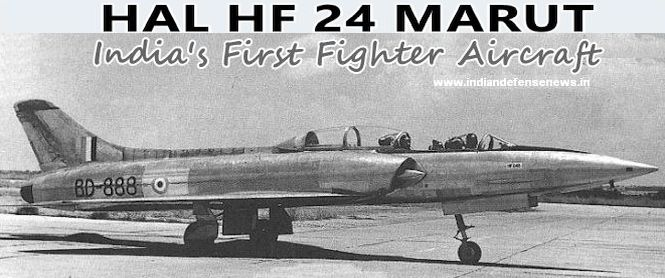 HAL HF 24 MARUT
India's First Fighter Aircraft
www.indiandefensenews.in
BD-888